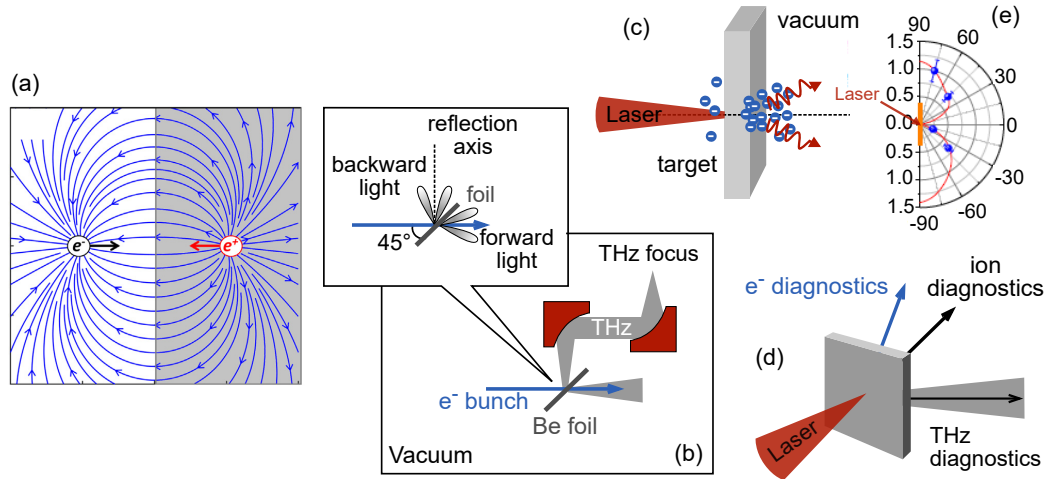 (a)
e⁻
e⁺
reflection
axis
backward
light
foil
45°
forward
light
THz focus
THz
e⁻ bunch
Be foil
Vacuum
(b)
(c)
vacuum
Laser
target
(e)
90
60
30
0
-30
-60
-90
1.5
1.0
0.5
0.0
0.5
1.0
1.5
Laser
e⁻ diagnostics
ion
diagnostics
(d)
Laser
THz
diagnostics